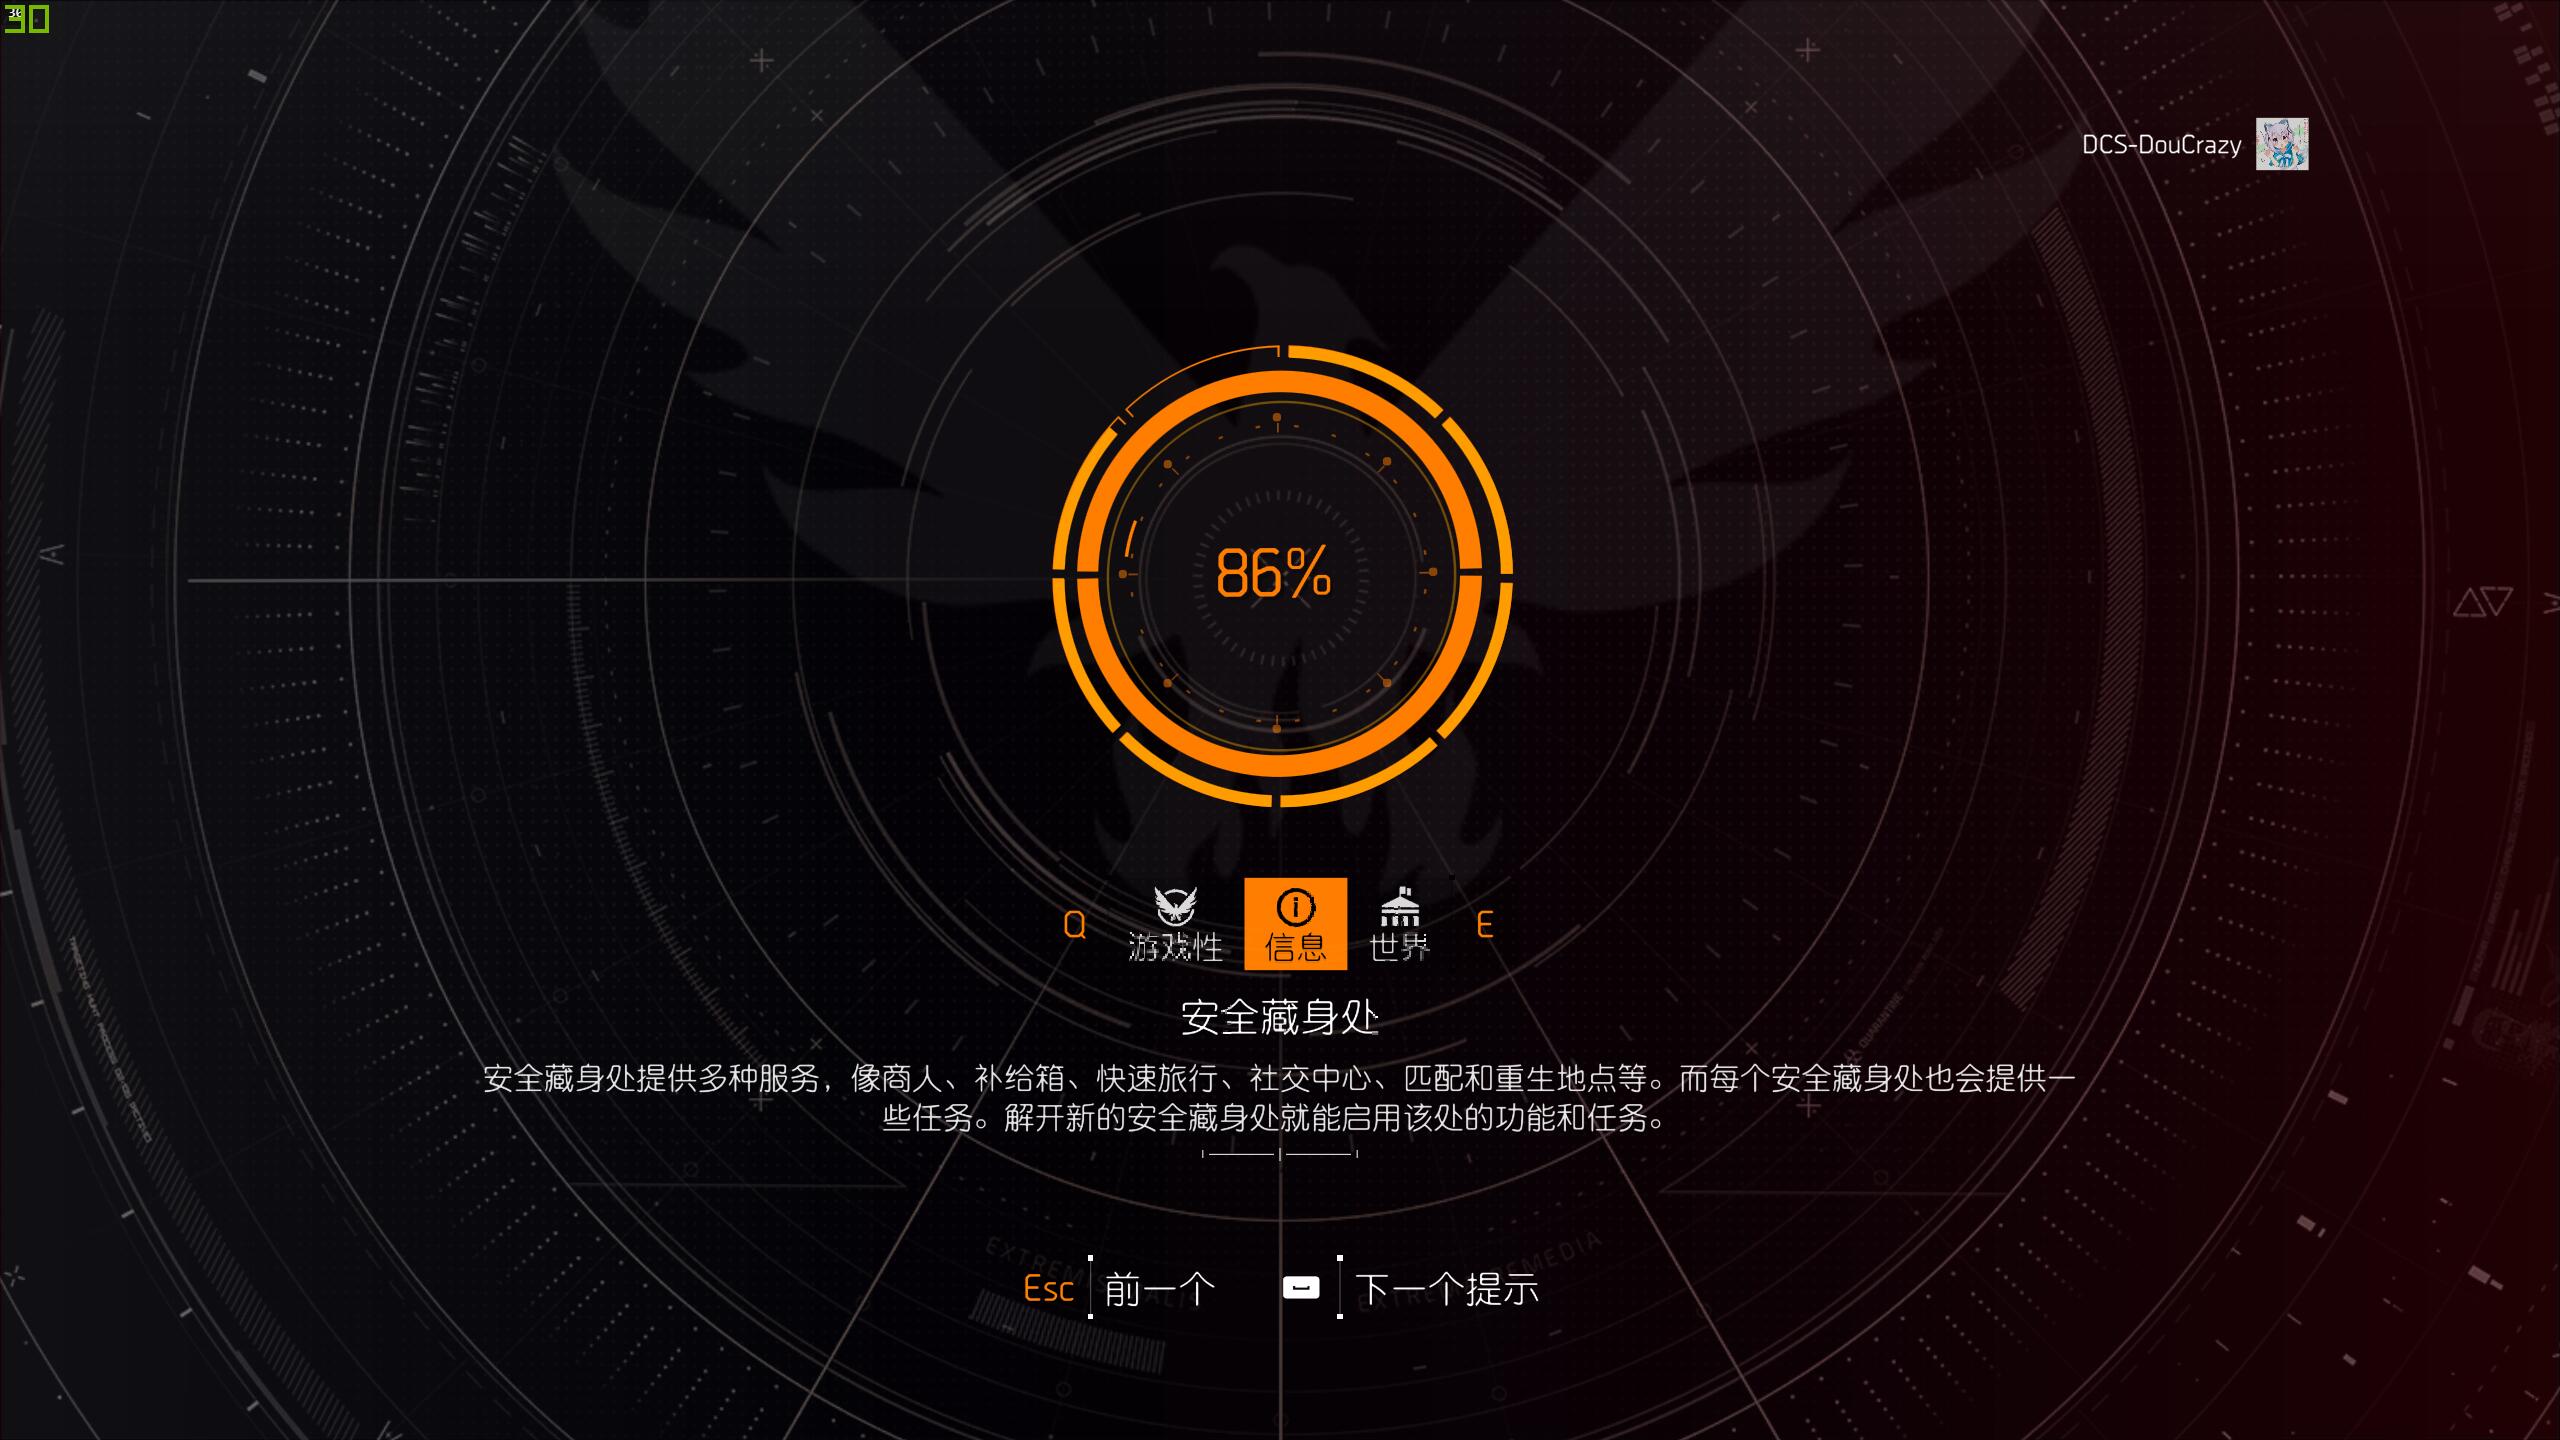 30
DCS-DouCrazy
86%
Q 游戏性 信息 世界 E
安全藏身处
安全藏身处提供多种服务，像商人、补给箱、快速旅行、社交中心、匹配和重生地点等。而每个安全藏身处也会提供一
些任务。解开新的安全藏身处就能启用该处的功能和任务。
EXTREMEDIA
QUARANTINE
Esc 前一个 下一个提示